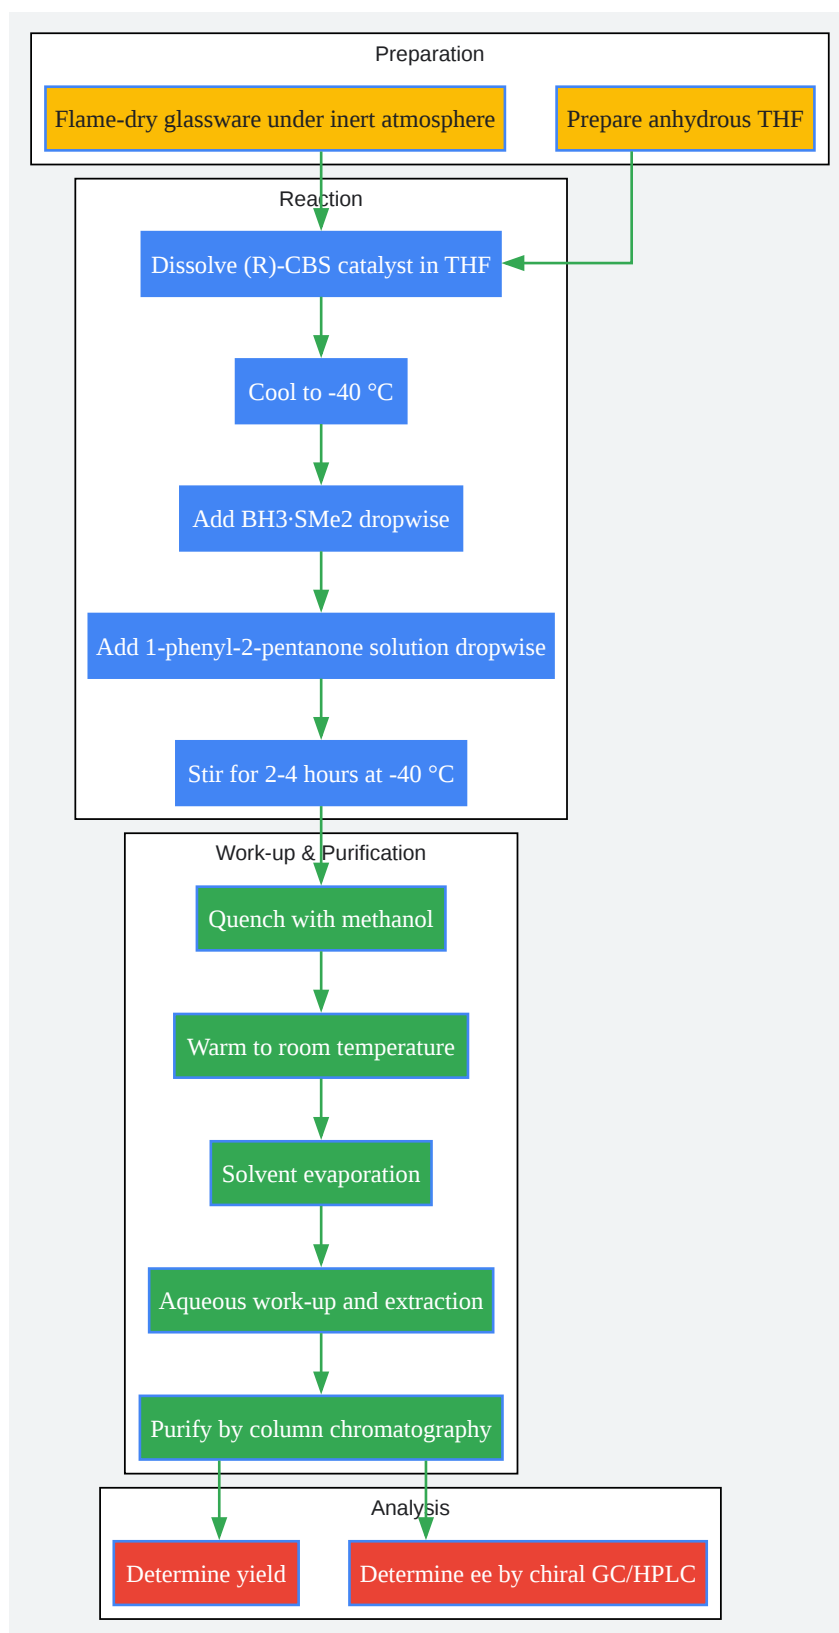 Preparation
Flame-dry glassware under inert atmosphere
Prepare anhydrous THF
Reaction
Dissolve (R)-CBS catalyst in THF
Cool to -40 °C
Add BH3·SMe2 dropwise
Add 1-phenyl-2-pentanone solution dropwise
Stir for 2-4 hours at -40 °C
Work-up & Purification
Quench with methanol
Warm to room temperature
Solvent evaporation
Aqueous work-up and extraction
Purify by column chromatography
Analysis
Determine yield
Determine ee by chiral GC/HPLC